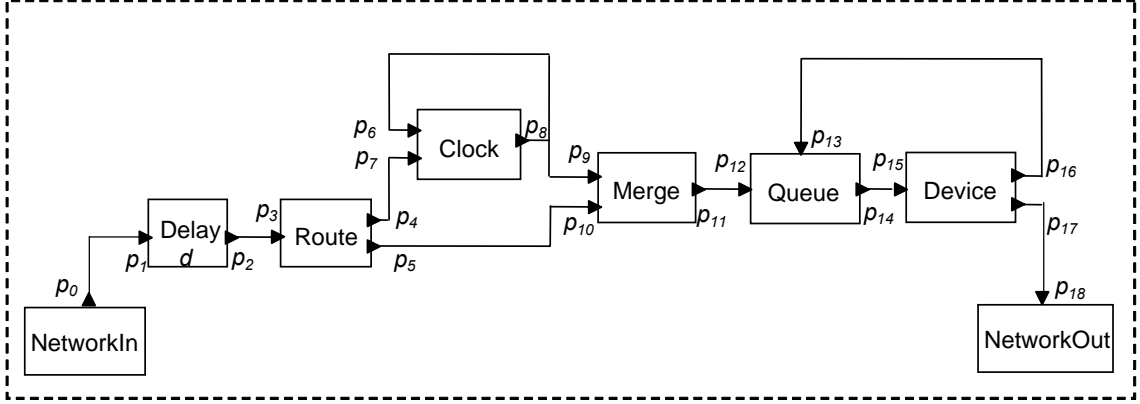 p6
p7
Clock
p8
p9
p10
Merge
p11
p12
Queue
p13
p14
p15
Device
p16
p17
p18
NetworkOut
p3
Route
p4
p5
p1
Delay
d
p2
p0
NetworkIn